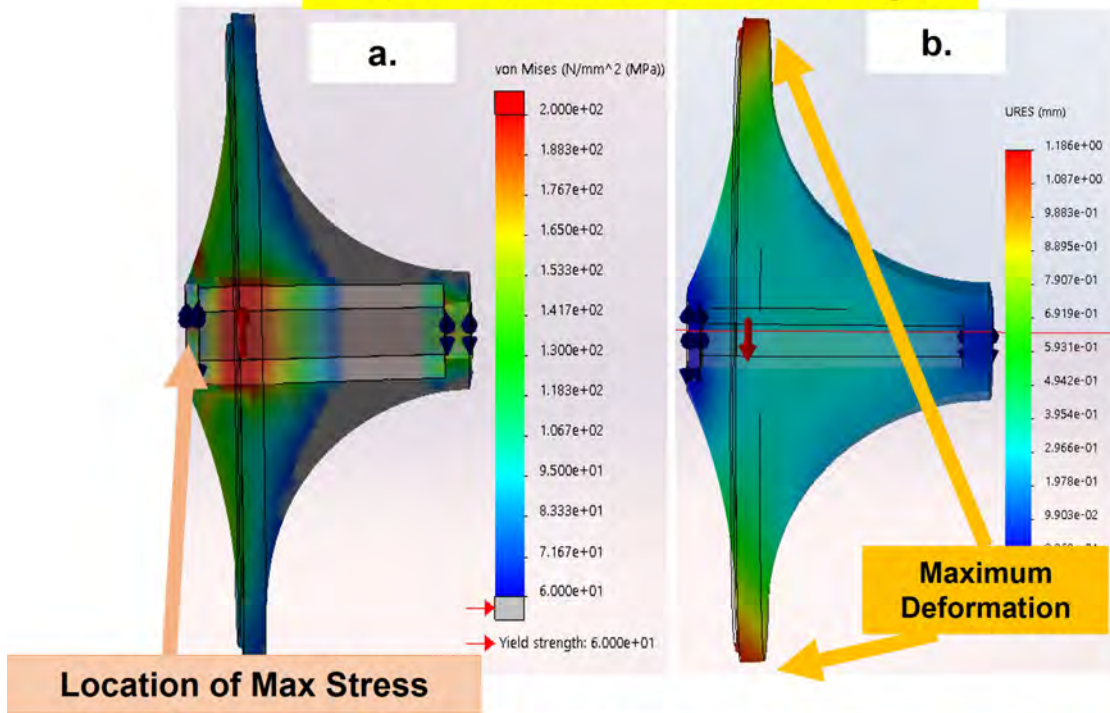 a.
von Mises (N/mm^2 (MPa))
2.000e+02
1.883e+02
1.767e+02
1.650e+02
1.533e+02
1.417e+02
1.300e+02
1.183e+02
1.067e+02
9.500e+01
8.333e+01
7.167e+01
6.000e+01
Yield strength: 6.000e+01
Location of Max Stress
b.
URES (mm)
1.186e+00
1.087e+00
9.883e-01
8.895e-01
7.907e-01
6.919e-01
5.931e-01
4.942e-01
3.954e-01
2.966e-01
1.978e-01
9.903e-02
Maximum
Deformation